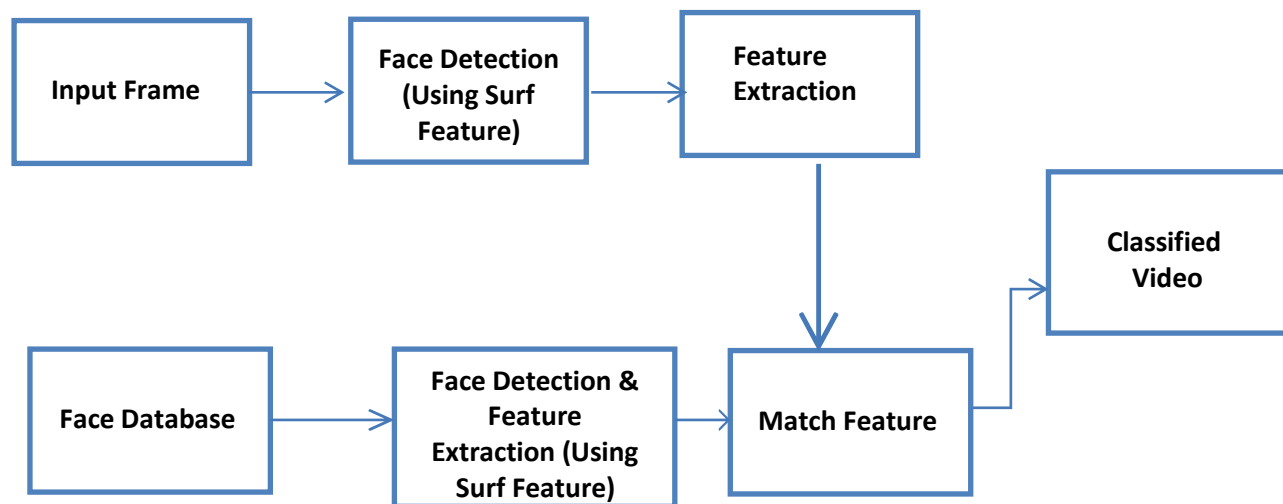 Input Frame
Face Detection
(Using Surf
Feature)
Feature
Extraction
Classified
Video
Face Database
Face Detection &
Feature
Extraction (Using
Surf Feature)
Match Feature